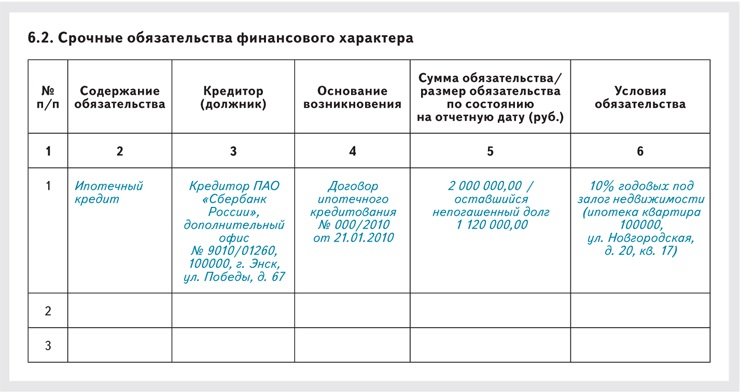 6.2. Срочные обязательства финансового характера
№
п/п
Содержание
обязательства
Кредитор
(должник)
Основание
возникновения
Сумма обязательства/
размер обязательства
по состоянию
на отчетную дату (руб.)
Условия
обязательства
1
2
3
4
5
6
1
Ипотечный
кредит
Кредитор ПАО
«Сбербанк
России»,
дополнительный
офис
№ 9010/01260,
100000, г. Энск,
ул. Победы, д. 67
Договор
ипотечного
кредитования
№ 000/2010
от 21.01.2010
2 000 000,00 /
оставшийся
непогашенный долг
1 120 000,00
10% годовых под
залог недвижимости
(ипотека квартира
100000,
ул. Новгородская,
д. 20, кв. 17)
2
3